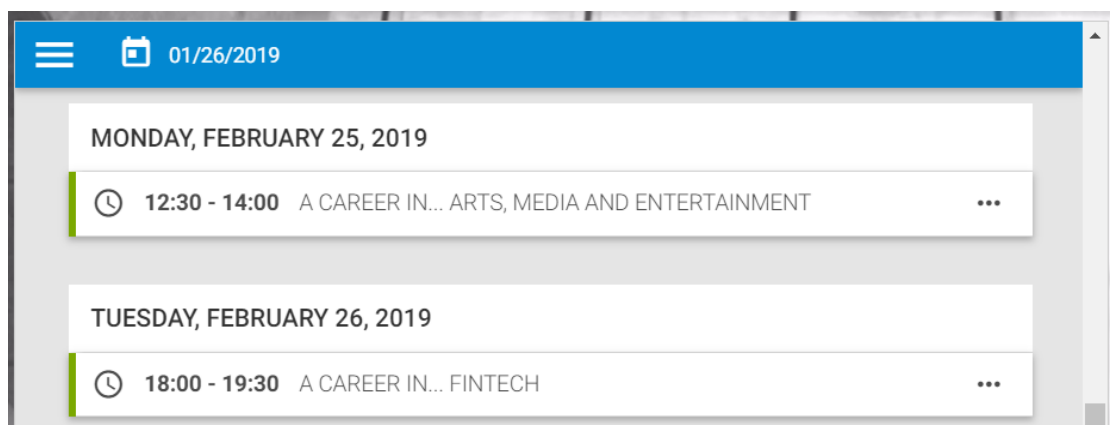 01/26/2019
MONDAY, FEBRUARY 25, 2019
12:30 - 14:00 A CAREER IN... ARTS, MEDIA AND ENTERTAINMENT
TUESDAY, FEBRUARY 26, 2019
18:00 - 19:30 A CAREER IN... FINTECH